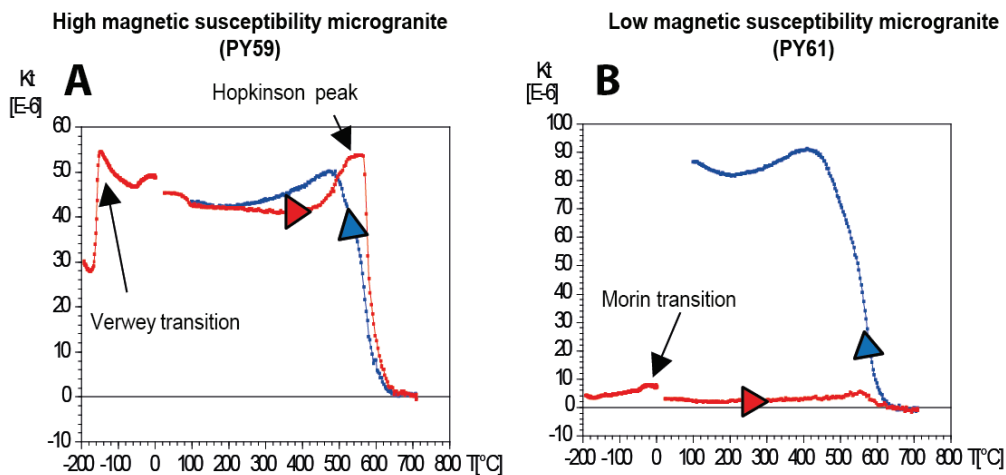 High magnetic susceptibility microgranite
(PY59)
Kt
[E-6]
A
Hopkinson peak
60
50
40
30
20
10
0
-10
Verwey transition
-200 -100 0 100 200 300 400 500 600 700 800 T[°C]
Low magnetic susceptibility microgranite
(PY61)
Kt
[E-6]
B
100
90
80
70
60
50
40
30
20
10
0
-10
Morin transition
-200 -100 0 100 200 300 400 500 600 700 800 T[°C]